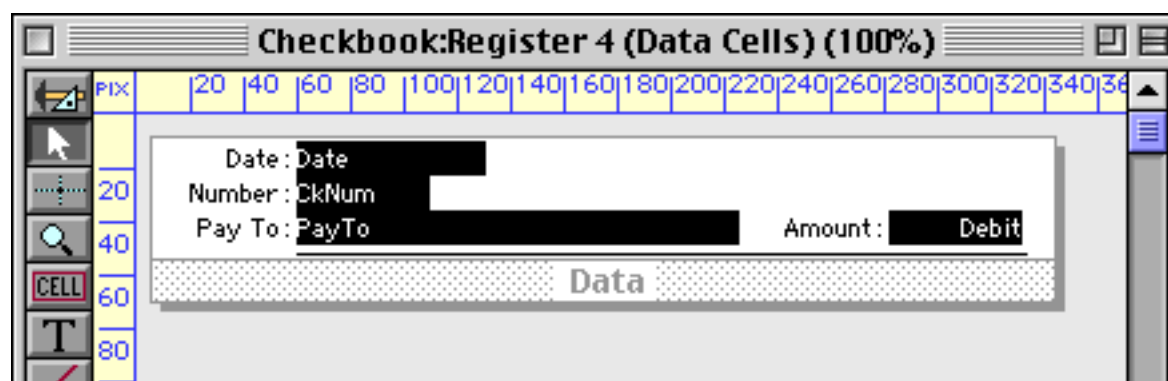 Checkbook:Register 4 (Data Cells) (100%)
PIX 20 40 60 80 100 120 140 160 180 200 220 240 260 280 300 320 340 36
Date: Date
20 Number: CkNum
40 Pay To: PayTo Amount: Debit
CELL 60 Data
T 80